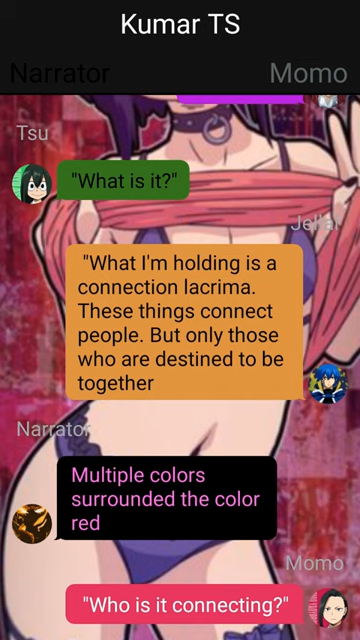 Kumar TS
Narrator
Momo
Tsu
"What is it?"
Jellal
"What I'm holding is a
connection lacrima.
These things connect
people. But only those
who are destined to be
together
Narrator
Multiple colors
surrounded the color
red
Momo
"Who is it connecting?"